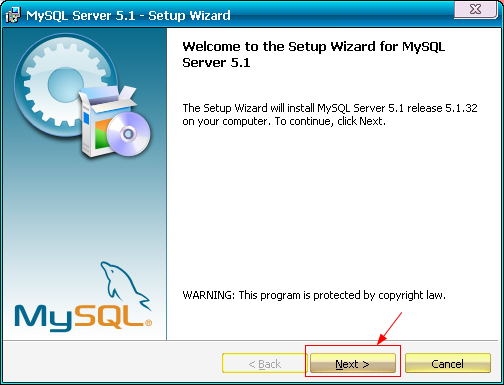 MySQL Server 5.1 - Setup Wizard
Welcome to the Setup Wizard for MySQL
Server 5.1
The Setup Wizard will install MySQL Server 5.1 release 5.1.32
on your computer. To continue, click Next.
WARNING: This program is protected by copyright law.
MySQL®
< Back
Next >
Cancel